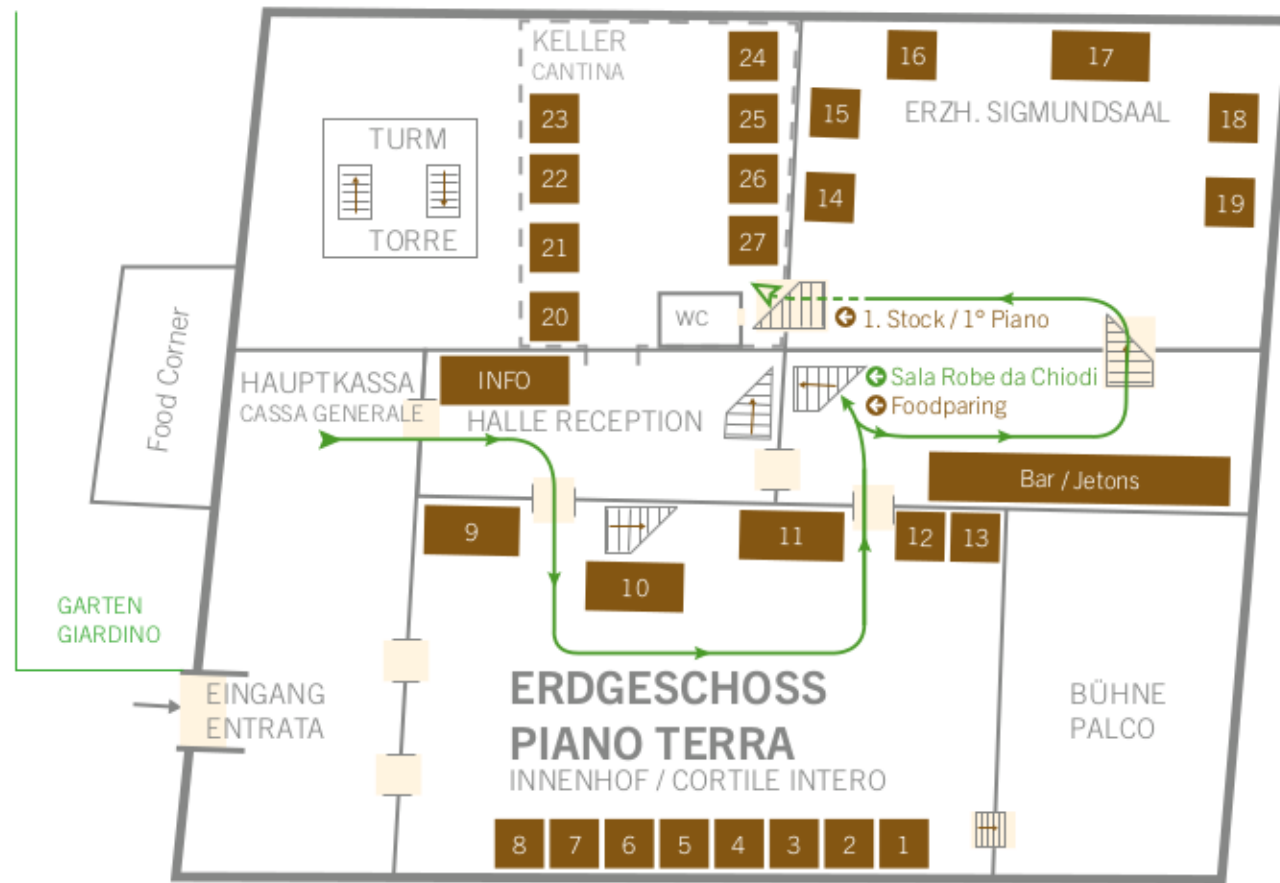 KELLER
CANTINA
24
16
17
23
25
15
ERZH. SIGMUNDSAAL
18
TURM
22
26
14
19
TORRE
21
27
20
WC
1. Stock / 1° Piano
Food Corner
HAUPTKASSA
CASSA GENERALE
INFO
HALLE RECEPTION
Sala Robe da Chiodi
Foodparing
Bar / Jetons
9
11
12
13
10
GARTEN
GIARDINO
EINGANG
ENTRATA
ERDGESCHOSS
PIANO TERRA
INNENHOF / CORTILE INTERO
BÜHNE
PALCO
8
7
6
5
4
3
2
1